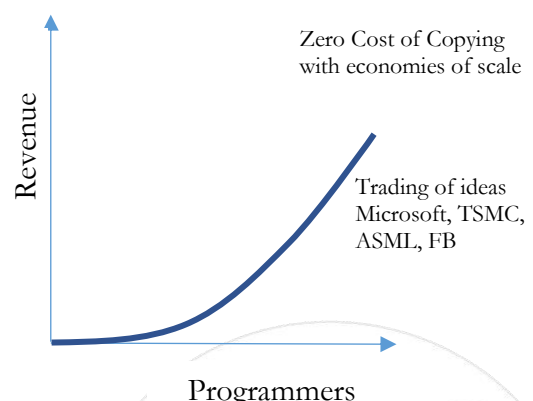 Zero Cost of Copying
with economies of scale
Revenue
Trading of ideas
Microsoft, TSMC,
ASML, FB
Programmers